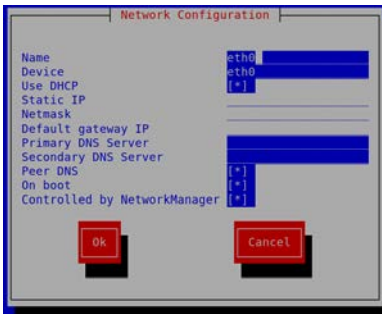 Network Configuration
Name eth0
Device eth0
Use DHCP [*]
Static IP
Netmask
Default gateway IP
Primary DNS Server
Secondary DNS Server
Peer DNS [*]
On boot [*]
Controlled by NetworkManager [*]
Ok Cancel